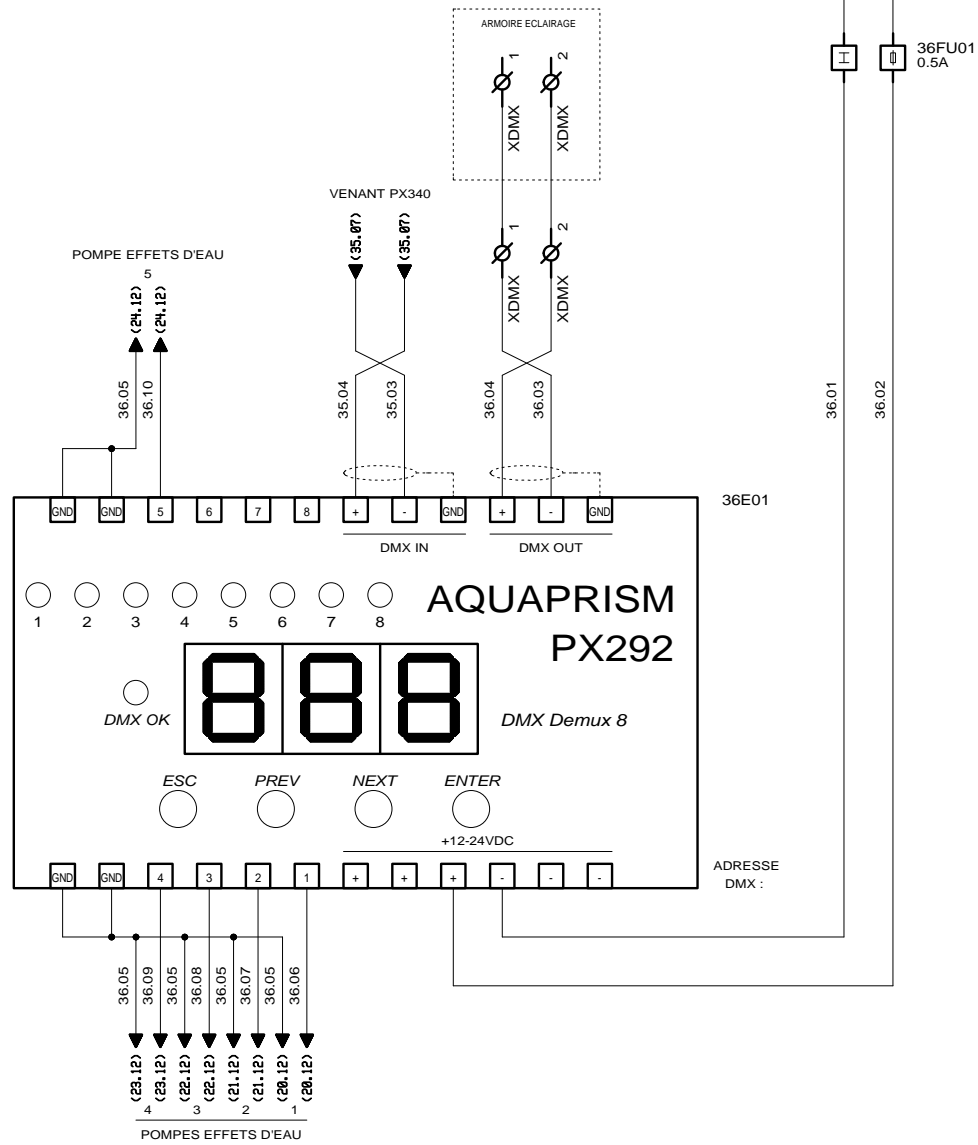 ARMOIRE ECLAIRAGE
1 2
XDMX XDMX
36FU01
0.5A
VENANT PX340
(35.07) (35.07)
1 2
XDMX XDMX
POMPE EFFETS D'EAU
5
(24.12) (24.12)
36.05 36.10
35.04 35.03
36.04 36.03
36.01 36.02
36E01
GND GND 5 6 7 8 + - GND + - GND
DMX IN DMX OUT
1 2 3 4 5 6 7 8
AQUAPRISM
PX292
888
DMX OK
DMX Demux 8
ESC PREV NEXT ENTER
+12-24VDC
GND GND 4 3 2 1 + + + - - -
ADRESSE
DMX :
36.05 36.09 36.05 36.08 36.05 36.07 36.05 36.06
(23.12) (23.12) (22.12) (22.12) (21.12) (21.12) (20.12) (20.12)
4 3 2 1
POMPES EFFETS D'EAU